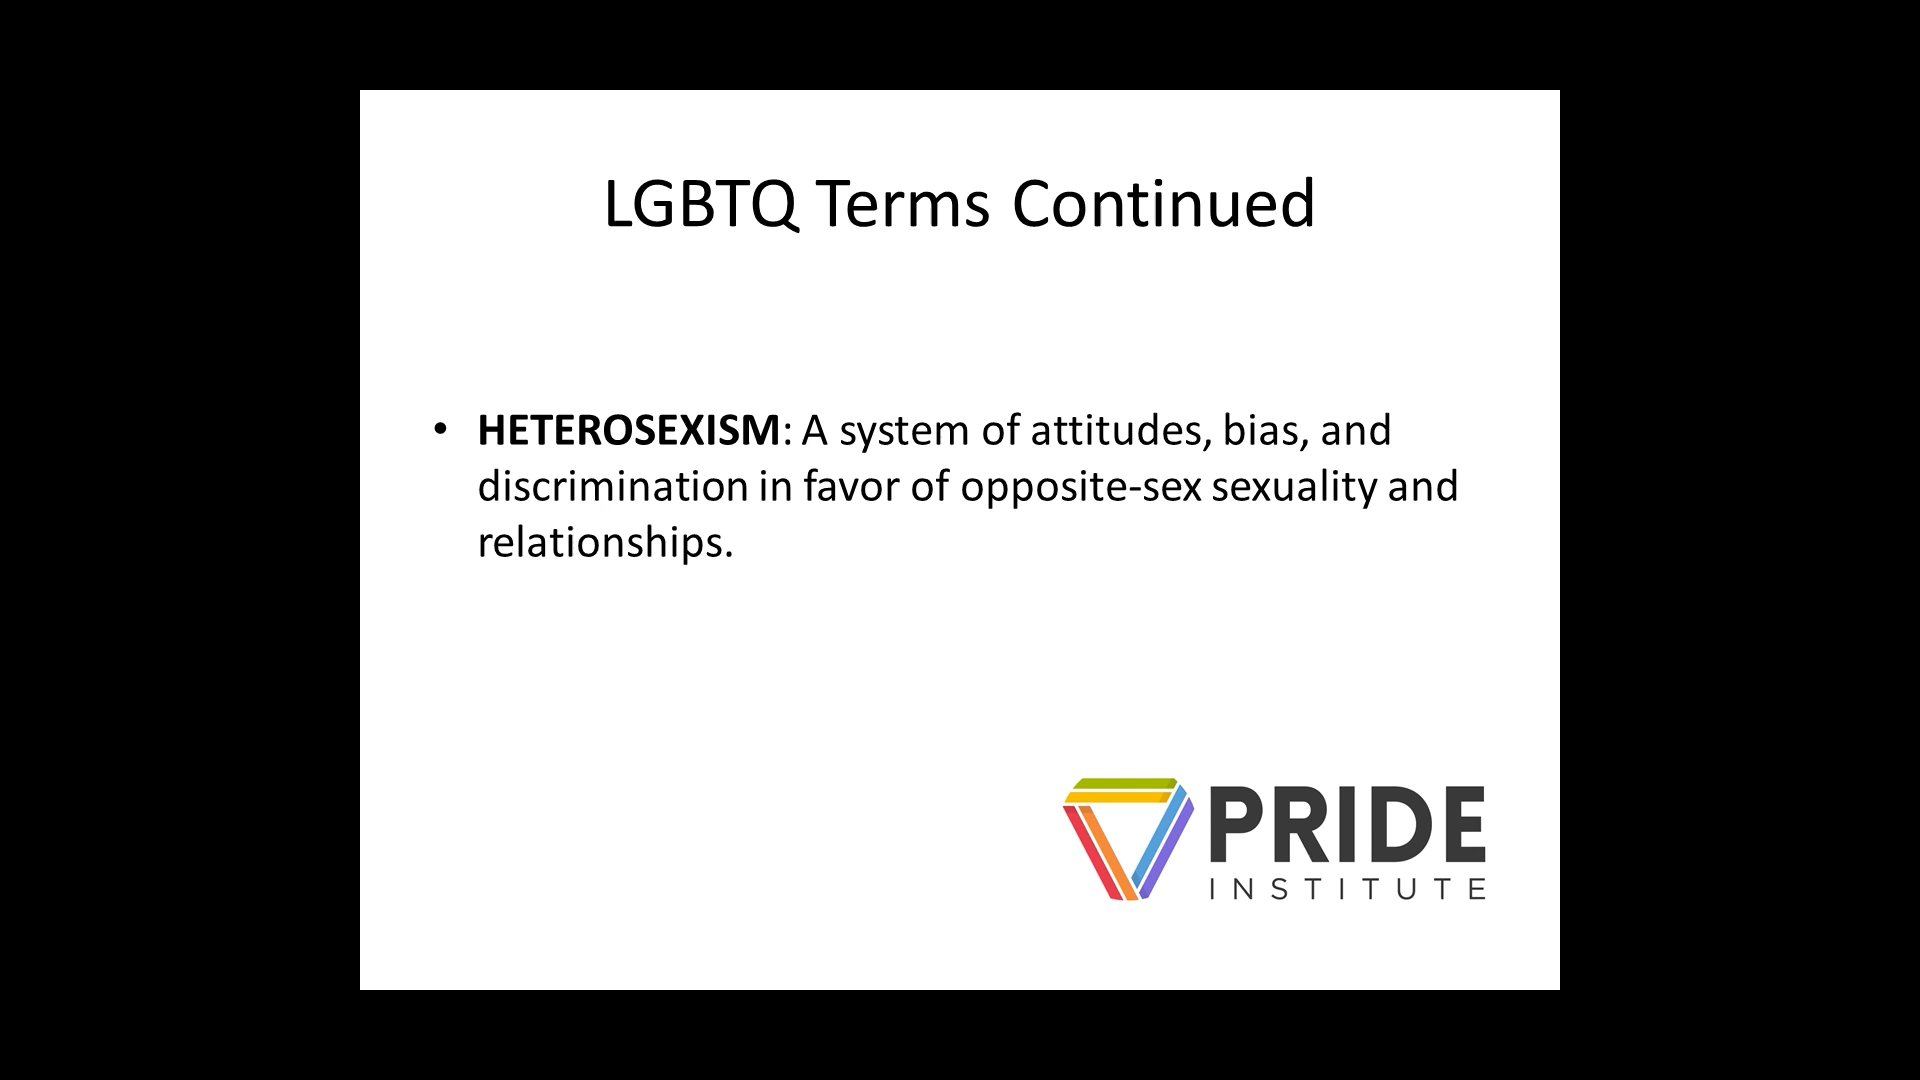 LGBTQ Terms Continued
• HETEROSEXISM: A system of attitudes, bias, and
discrimination in favor of opposite-sex sexuality and
relationships.
PRIDE
INSTITUTE